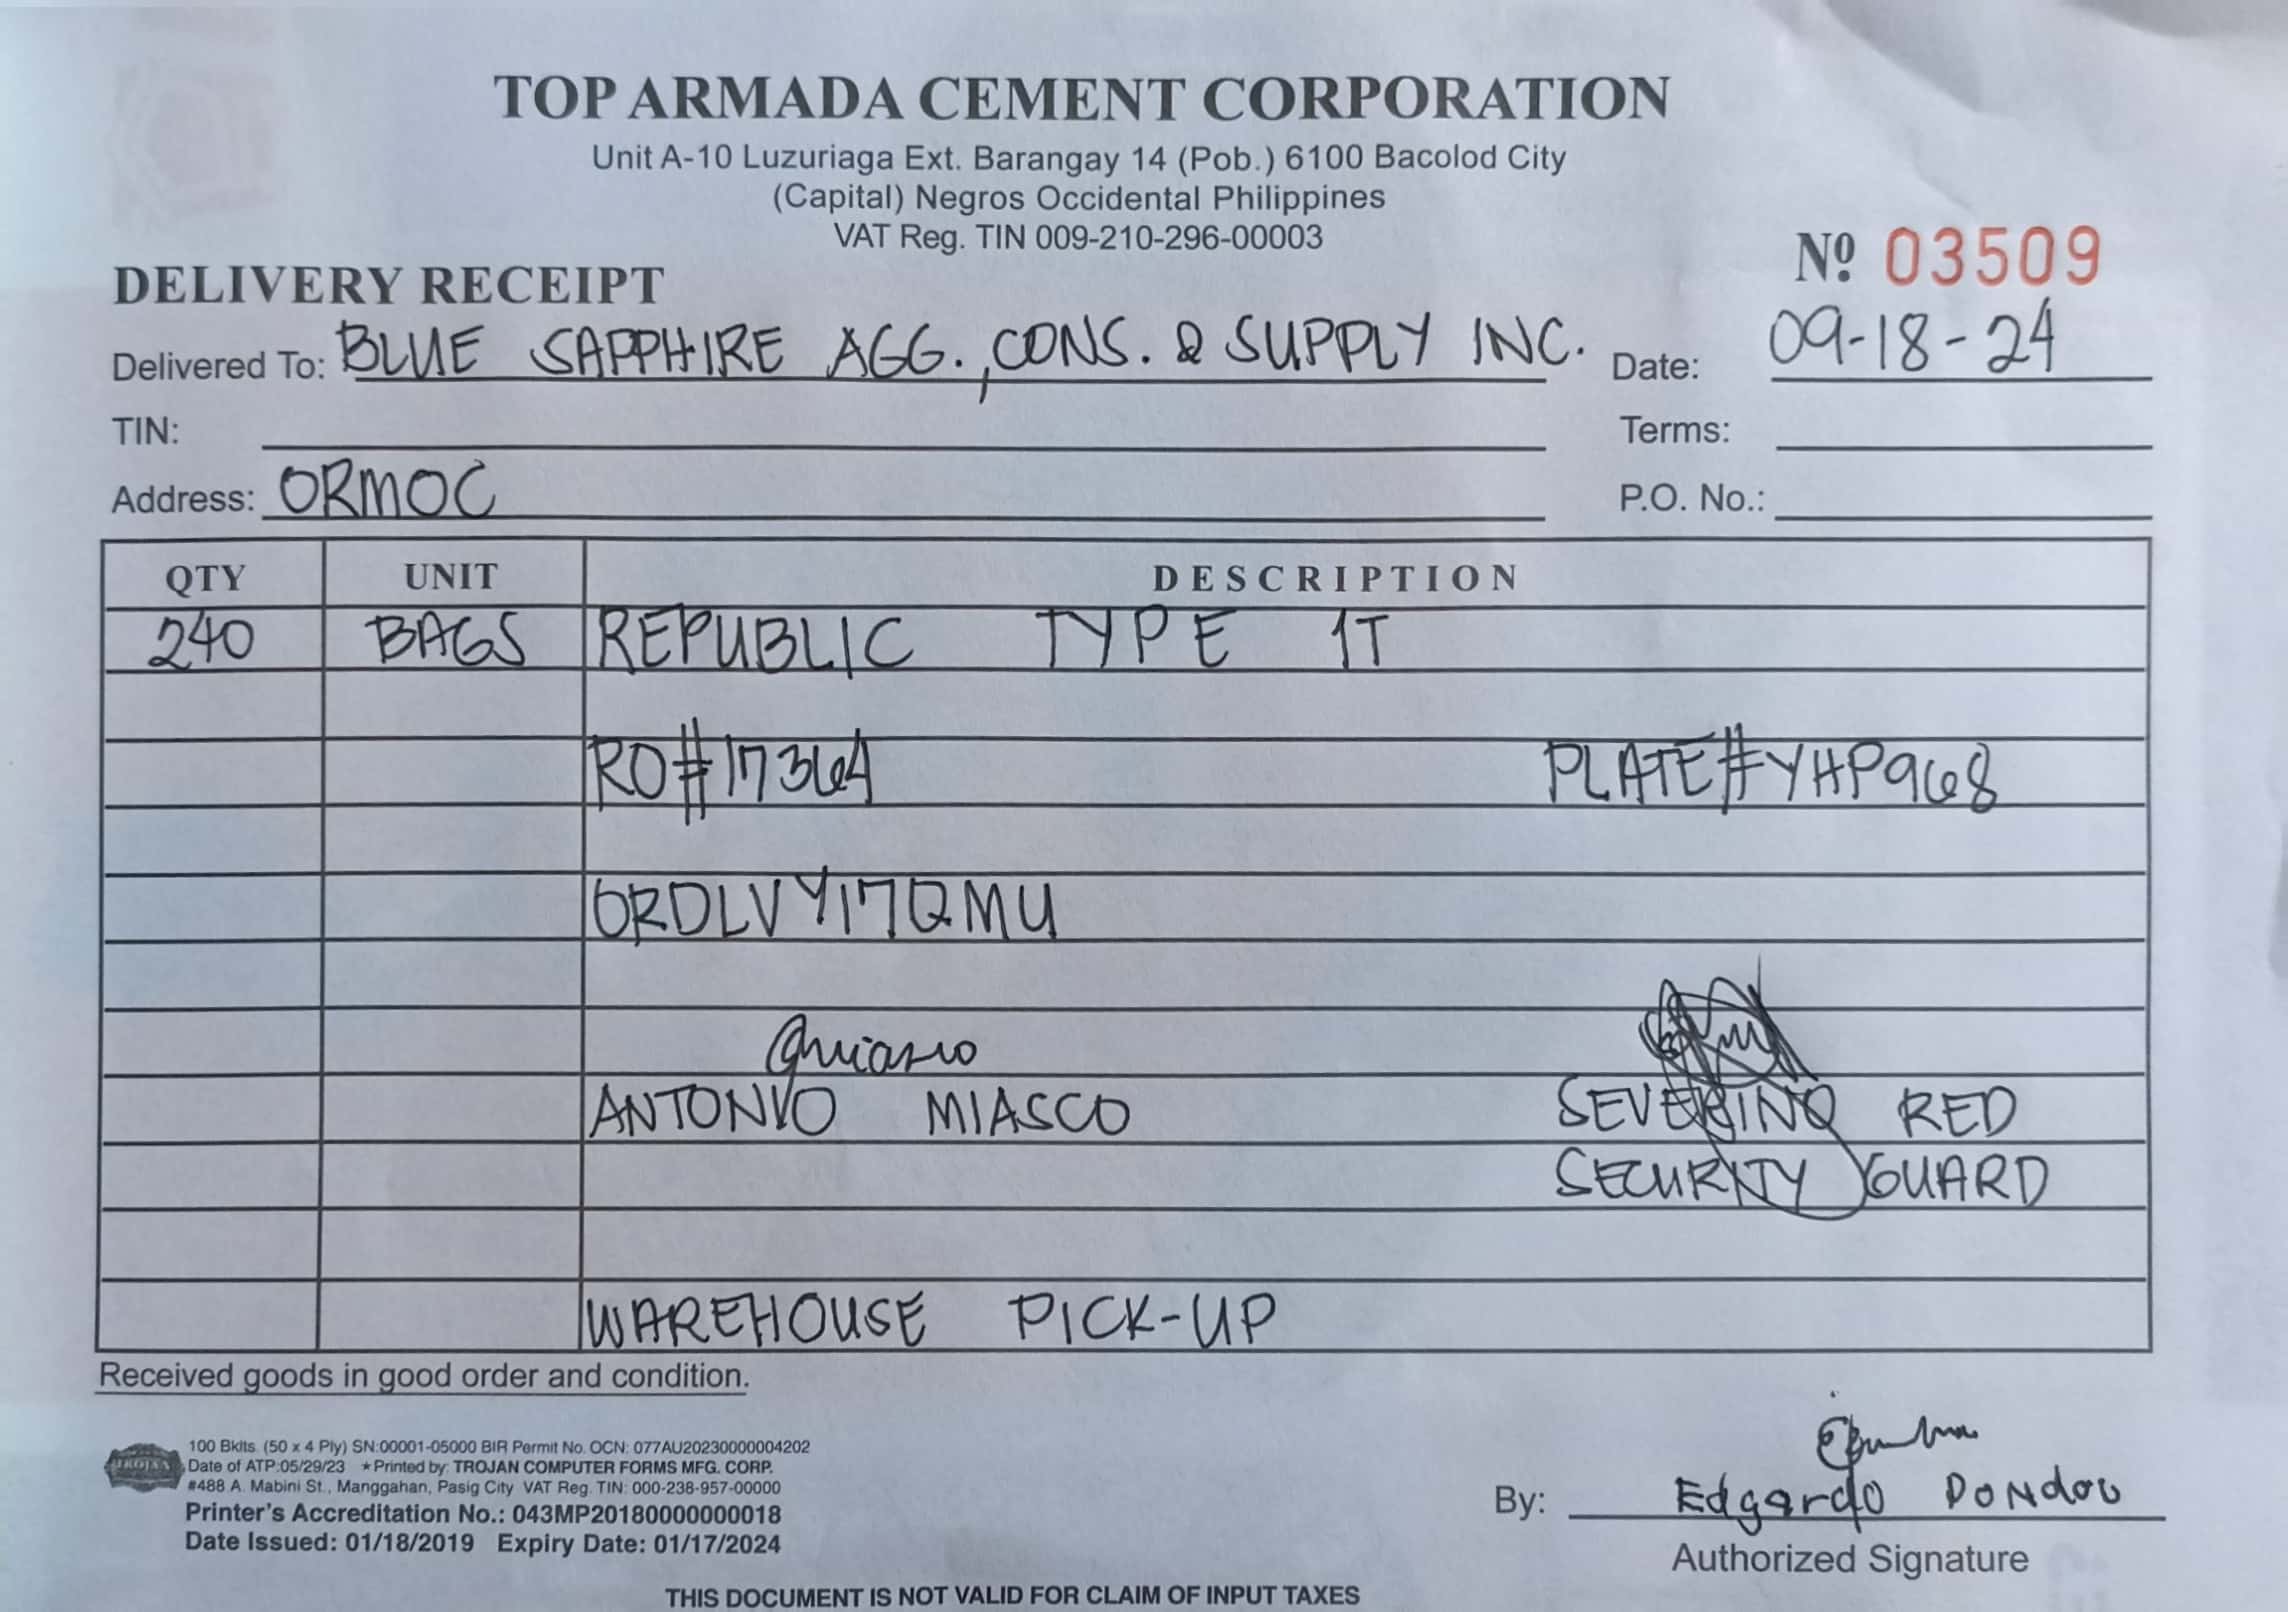 TOP ARMADA CEMENT CORPORATION
Unit A-10 Luzuriaga Ext. Barangay 14 (Pob.) 6100 Bacolod City
(Capital) Negros Occidental Philippines
VAT Reg. TIN 009-210-296-00003
Nº 03509
DELIVERY RECEIPT
Delivered To: BLUE SAPPHIRE AGG., CONS. & SUPPLY INC. Date: 09-18-24
TIN: Terms:
Address: ORMOC P.O. No.:
QTY UNIT DESCRIPTION
240 BAGS REPUBLIC TYPE 1T
RO#17364 PLATE#YHP968
ORDLVY17QMU
ANTONIO MIASCO SEVERINO RED
SECURITY GUARD
WAREHOUSE PICK-UP
Received goods in good order and condition.
100 Bklts. (50 x 4 Ply) SN:00001-05000 BIR Permit No. OCN: 077AU20230000004202
Date of ATP:05/29/23 ★Printed by: TROJAN COMPUTER FORMS MFG. CORP.
#488 A. Mabini St., Manggahan, Pasig City VAT Reg. TIN: 000-238-957-00000
Printer's Accreditation No.: 043MP20180000000018
Date Issued: 01/18/2019 Expiry Date: 01/17/2024
TROJAN
By: Edgardo
Authorized Signature
THIS DOCUMENT IS NOT VALID FOR CLAIM OF INPUT TAXES